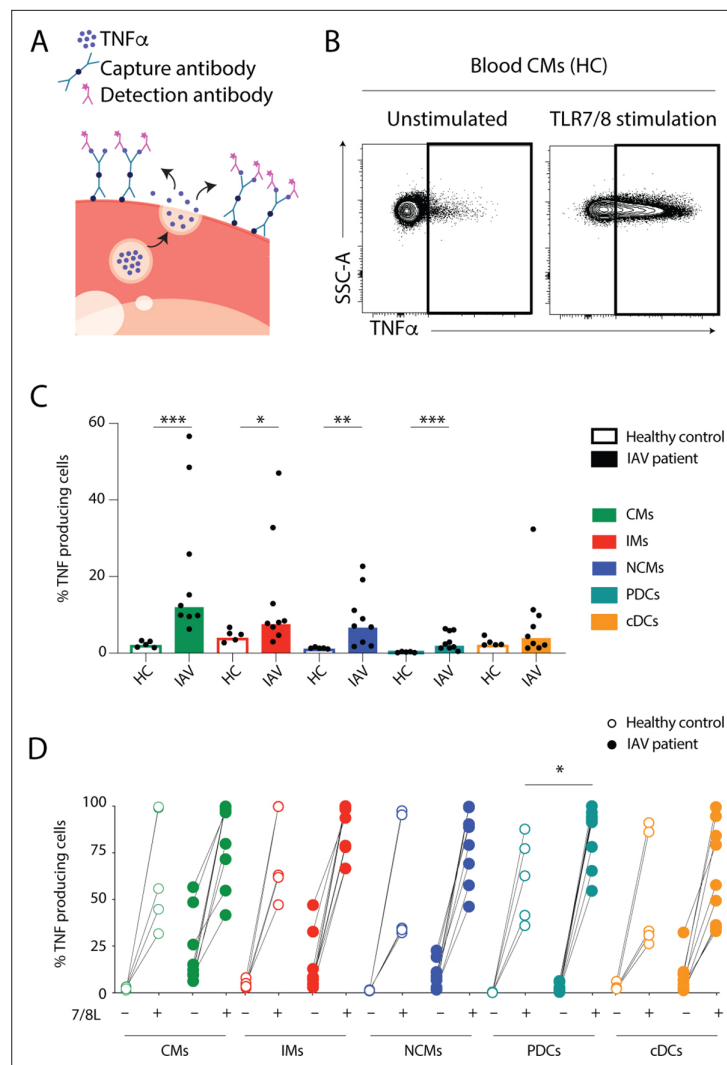 A
TNFα
Capture antibody
Detection antibody
B
Blood CMs (HC)
Unstimulated
TLR7/8 stimulation
SSC-A
TNFα
C
% TNF producing cells
60
40
20
0
*** * ** ***
HC IAV HC IAV HC IAV HC IAV HC IAV
Healthy control
IAV patient
CMs
IMs
NCMs
PDCs
cDCs
D
Healthy control
IAV patient
*
% TNF producing cells
100
75
50
25
0
7/8L − + − + − + − + − + − + − + − + − + − +
CMs IMs NCMs PDCs cDCs